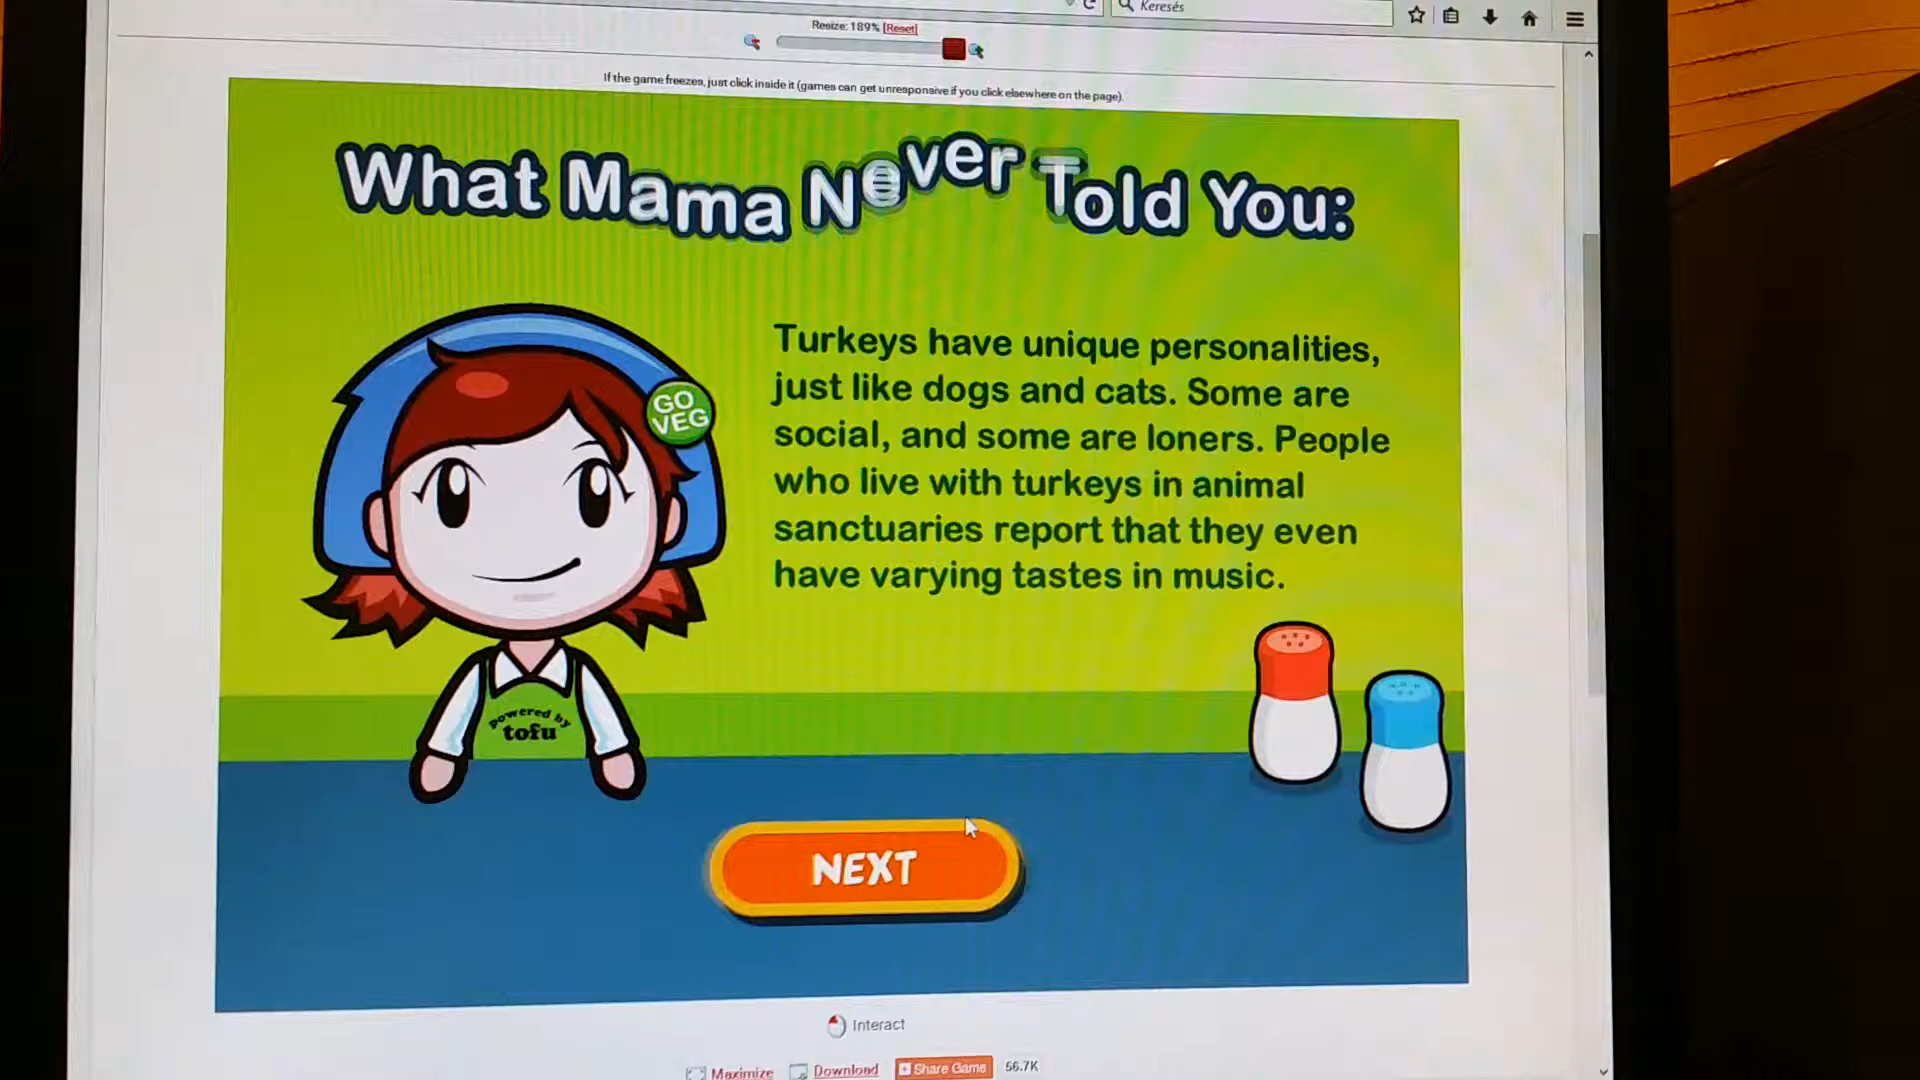 Keresés
Resize: 189% [Reset]
If the game freezes, just click inside it (games can get unresponsive if you click elsewhere on the page).
What Mama Never Told You:
Turkeys have unique personalities,
just like dogs and cats. Some are
social, and some are loners. People
who live with turkeys in animal
sanctuaries report that they even
have varying tastes in music.
GO
VEG
powered by
tofu
NEXT
Interact
Maximize Download Share Game 56.7K